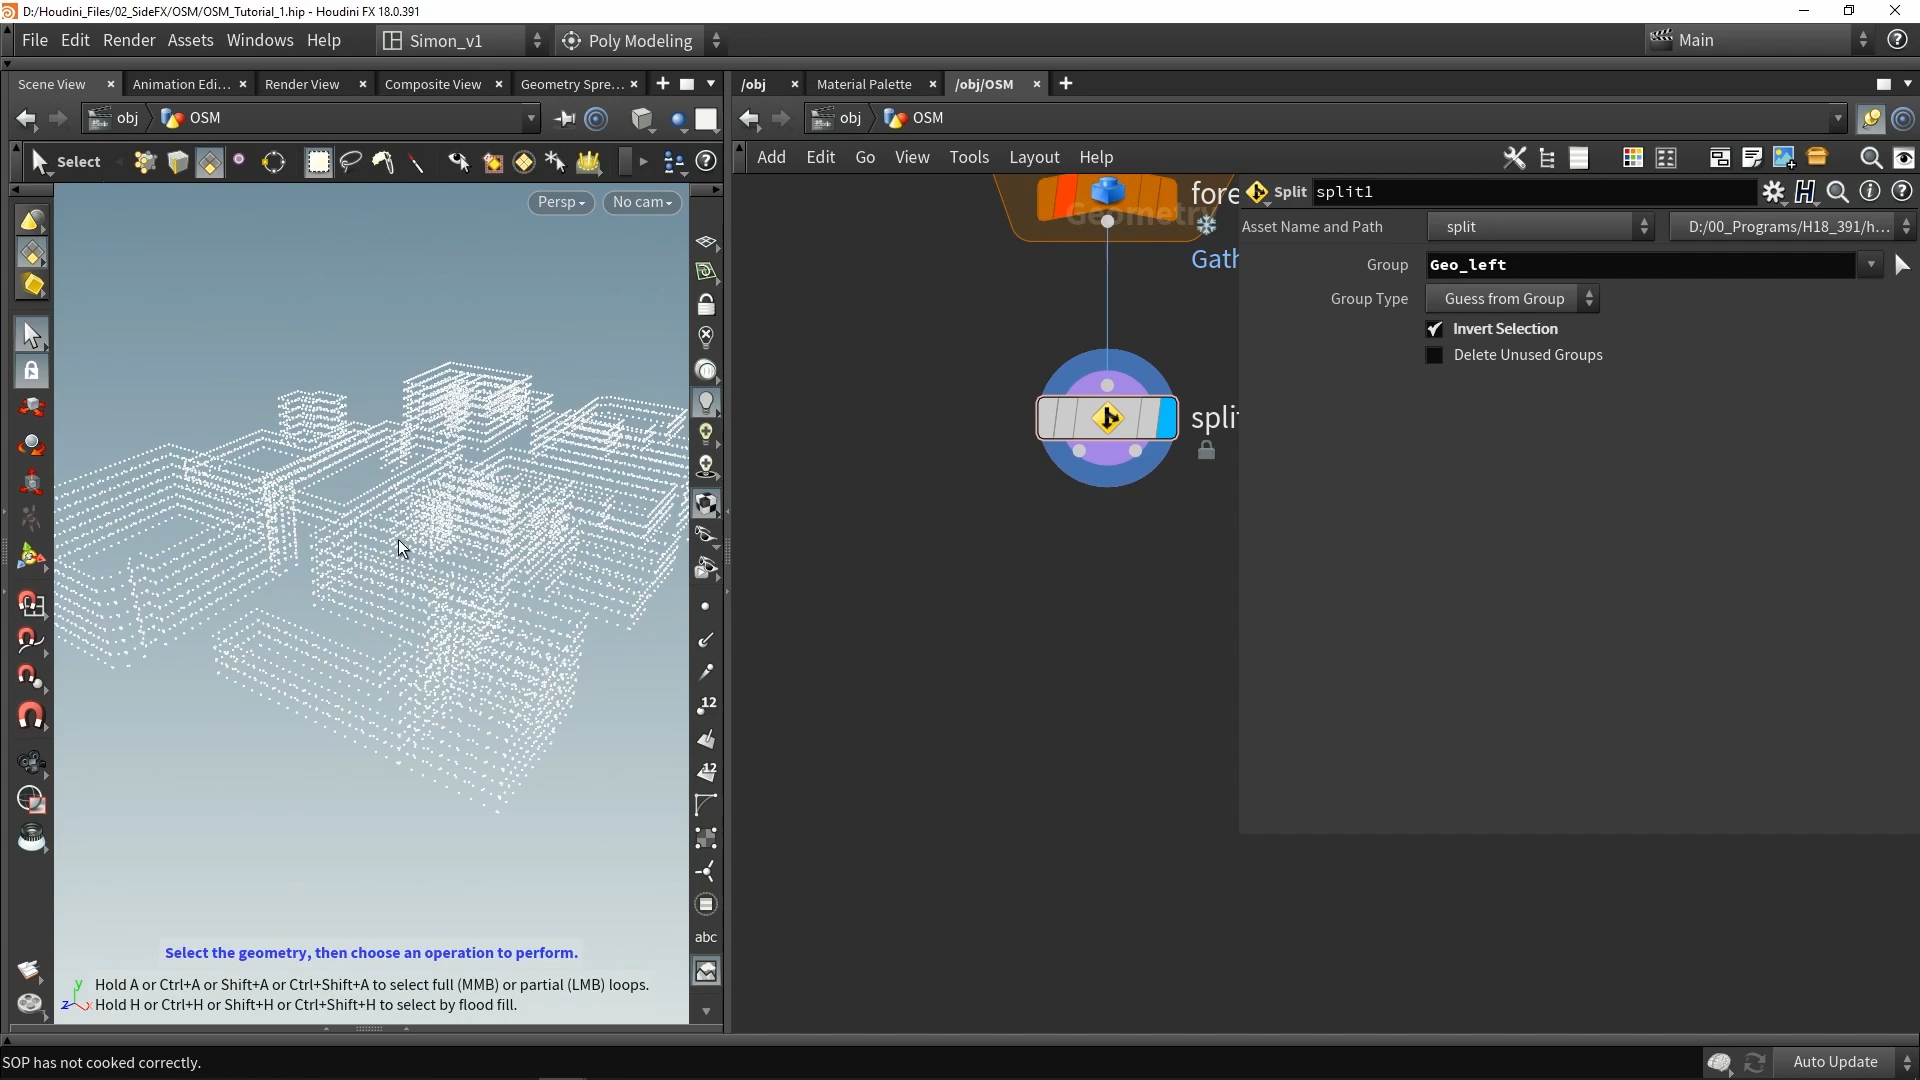 D:/Houdini_Files/02_SideFX/OSM/OSM_Tutorial_1.hip - Houdini FX 18.0.391
File Edit Render Assets Windows Help Simon_v1 Poly Modeling Main
Scene View Animation Edi... Render View Composite View Geometry Spre...
/obj Material Palette /obj/OSM
obj OSM
obj OSM
Select
Add Edit Go View Tools Layout Help
Persp No cam
fore
Geometry
Gath
split
Split split1
Asset Name and Path split D:/00_Programs/H18_391/h...
Group Geo_left
Group Type Guess from Group
Invert Selection
Delete Unused Groups
12
12
abc
Select the geometry, then choose an operation to perform.
Hold A or Ctrl+A or Shift+A or Ctrl+Shift+A to select full (MMB) or partial (LMB) loops.
Hold H or Ctrl+H or Shift+H or Ctrl+Shift+H to select by flood fill.
y
z x
SOP has not cooked correctly.
Auto Update